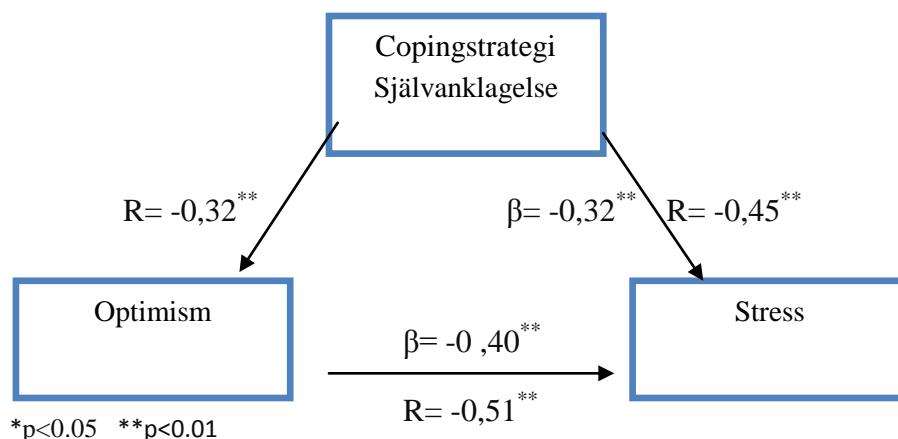 Copingstrategi
Självanklagelse
R= -0,32**
β= -0,32** R= -0,45**
Optimism
Stress
β= -0 ,40**
R= -0,51**
*p<0.05 **p<0.01